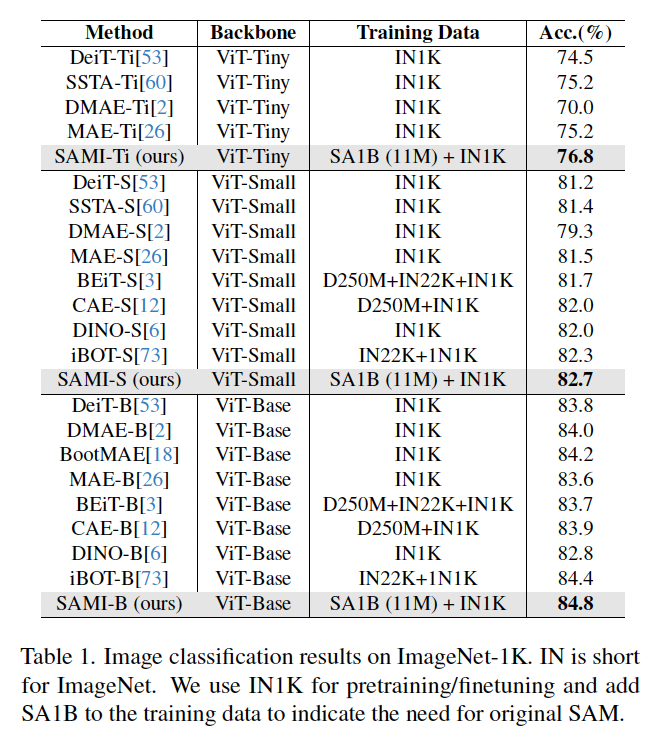 Method Backbone Training Data Acc.(%)
DeiT-Ti[53] ViT-Tiny IN1K 74.5
SSTA-Ti[60] ViT-Tiny IN1K 75.2
DMAE-Ti[2] ViT-Tiny IN1K 70.0
MAE-Ti[26] ViT-Tiny IN1K 75.2
SAMI-Ti (ours) ViT-Tiny SA1B (11M) + IN1K 76.8
DeiT-S[53] ViT-Small IN1K 81.2
SSTA-S[60] ViT-Small IN1K 81.4
DMAE-S[2] ViT-Small IN1K 79.3
MAE-S[26] ViT-Small IN1K 81.5
BEiT-S[3] ViT-Small D250M+IN22K+IN1K 81.7
CAE-S[12] ViT-Small D250M+IN1K 82.0
DINO-S[6] ViT-Small IN1K 82.0
iBOT-S[73] ViT-Small IN22K+1N1K 82.3
SAMI-S (ours) ViT-Small SA1B (11M) + IN1K 82.7
DeiT-B[53] ViT-Base IN1K 83.8
DMAE-B[2] ViT-Base IN1K 84.0
BootMAE[18] ViT-Base IN1K 84.2
MAE-B[26] ViT-Base IN1K 83.6
BEiT-B[3] ViT-Base D250M+IN22K+IN1K 83.7
CAE-B[12] ViT-Base D250M+IN1K 83.9
DINO-B[6] ViT-Base IN1K 82.8
iBOT-B[73] ViT-Base IN22K+1N1K 84.4
SAMI-B (ours) ViT-Base SA1B (11M) + IN1K 84.8
Table 1. Image classification results on ImageNet-1K. IN is short
for ImageNet. We use IN1K for pretraining/finetuning and add
SA1B to the training data to indicate the need for original SAM.